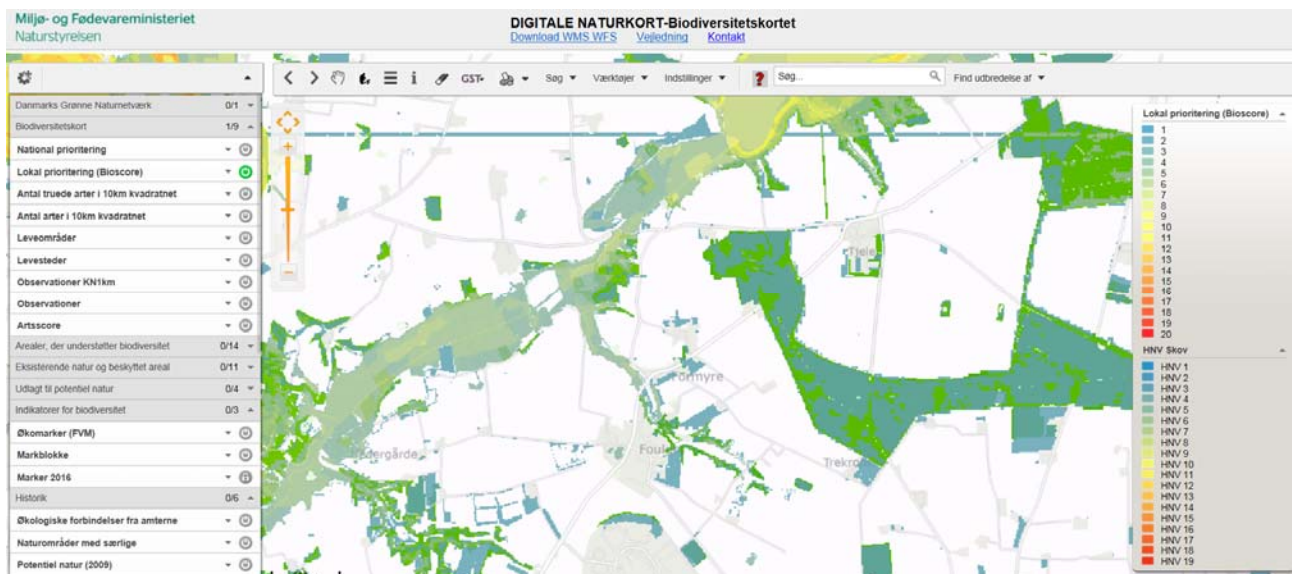 Miljø- og Fødevareministeriet
Naturstyreisen
DIGITALE NATURKORT-Biodiversitetskortet
Download WMS WFS Vejledning Kontakt
GST Søg Værktøjer Indstillinger ? Søg... Find udbredelse af
Danmarks Grønne Naturnetværk 0/1
Biodiversitetskort 1/9
National prioritering
Lokal prioritering (Bioscore)
Antal truede arter i 10km kvadratnet
Antal arter i 10km kvadratnet
Leveområder
Levesteder
Observationer KN1km
Observationer
Artsscore
Arealer, der understøtter biodiversitet 0/14
Eksisterende natur og beskyttet areal 0/11
Udlagt til potentiel natur 0/4
Indikatorer for biodiversitet 0/3
Økomarker (FVM)
Markblokke
Marker 2016
Historik 0/6
Økologiske forbindelser fra amterne
Naturområder med særlige
Potentiel natur (2009)
Tjele
Formyre
Foulum
Trekroner
Lokal prioritering (Bioscore)
1
2
3
4
5
6
7
8
9
10
11
12
13
14
15
16
17
18
19
20
HNV Skov
HNV 1
HNV 2
HNV 3
HNV 4
HNV 5
HNV 6
HNV 7
HNV 8
HNV 9
HNV 10
HNV 11
HNV 12
HNV 13
HNV 14
HNV 15
HNV 16
HNV 17
HNV 18
HNV 19